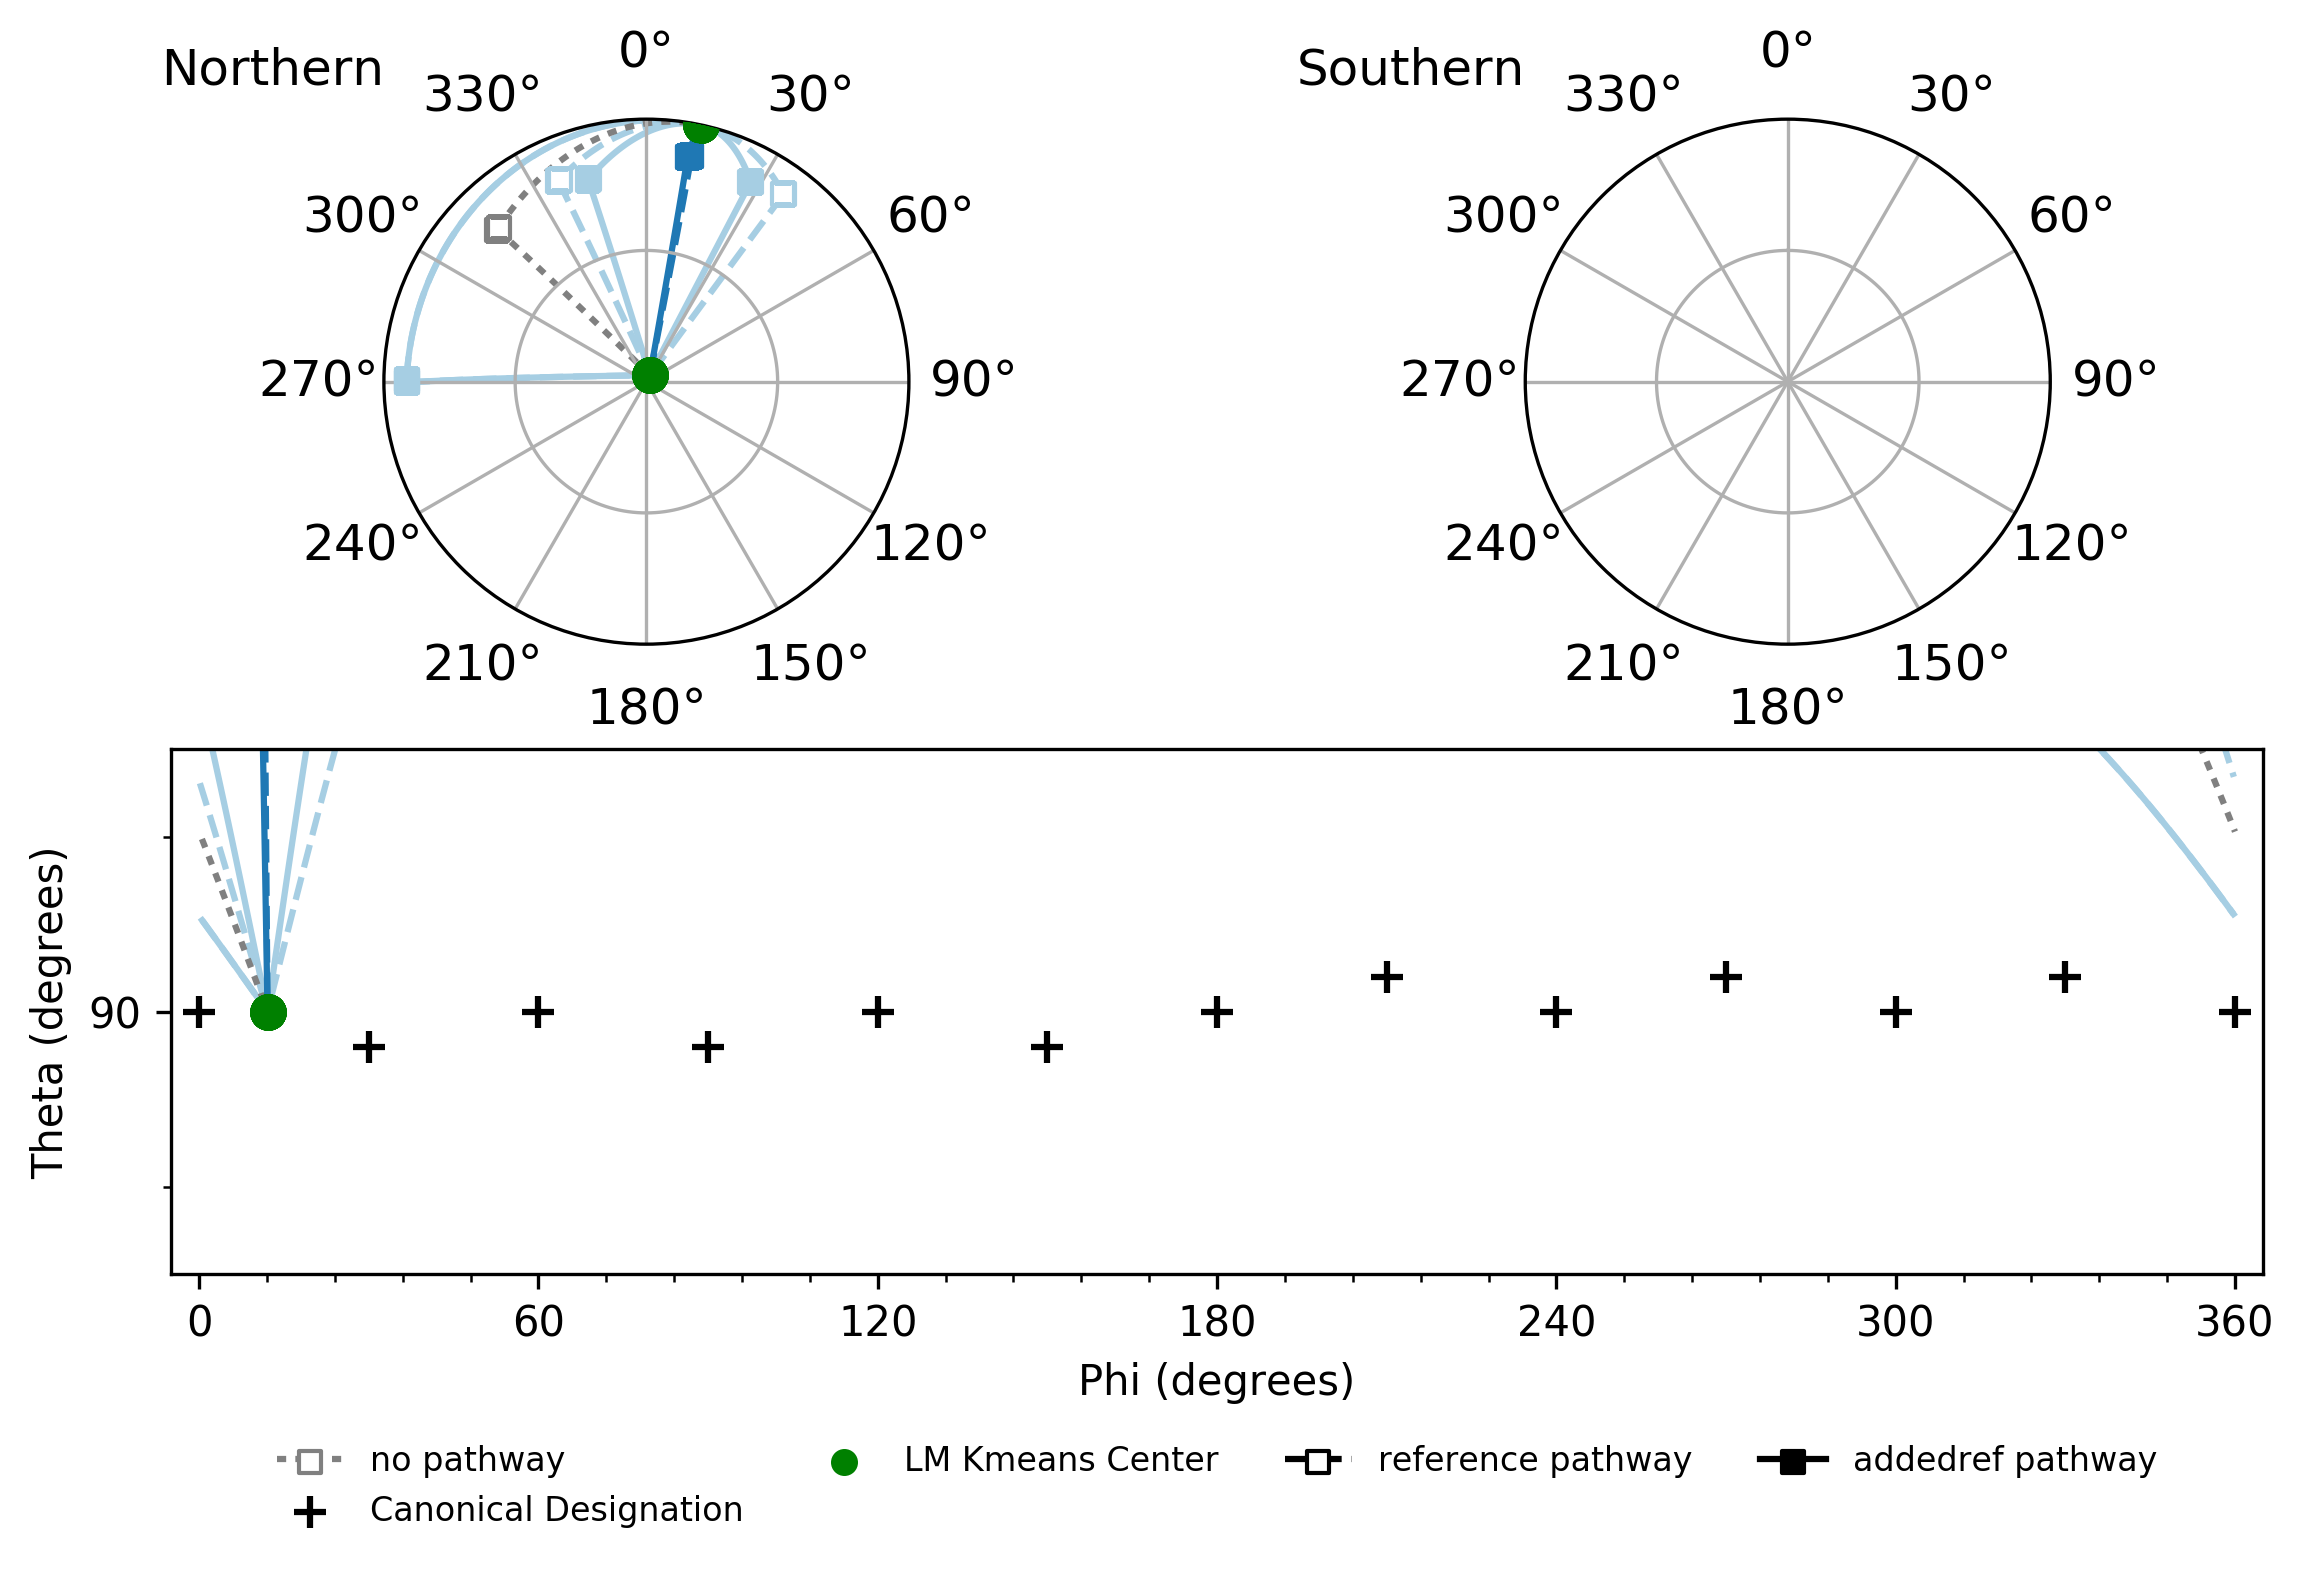 Northern
0°
330°
30°
300°
60°
270°
90°
240°
120°
210°
150°
180°
Southern
0°
330°
30°
300°
60°
270°
90°
240°
120°
210°
150°
180°
Theta (degrees)
90
0 60 120 180 240 300 360
Phi (degrees)
no pathway
LM Kmeans Center
reference pathway
addedref pathway
Canonical Designation